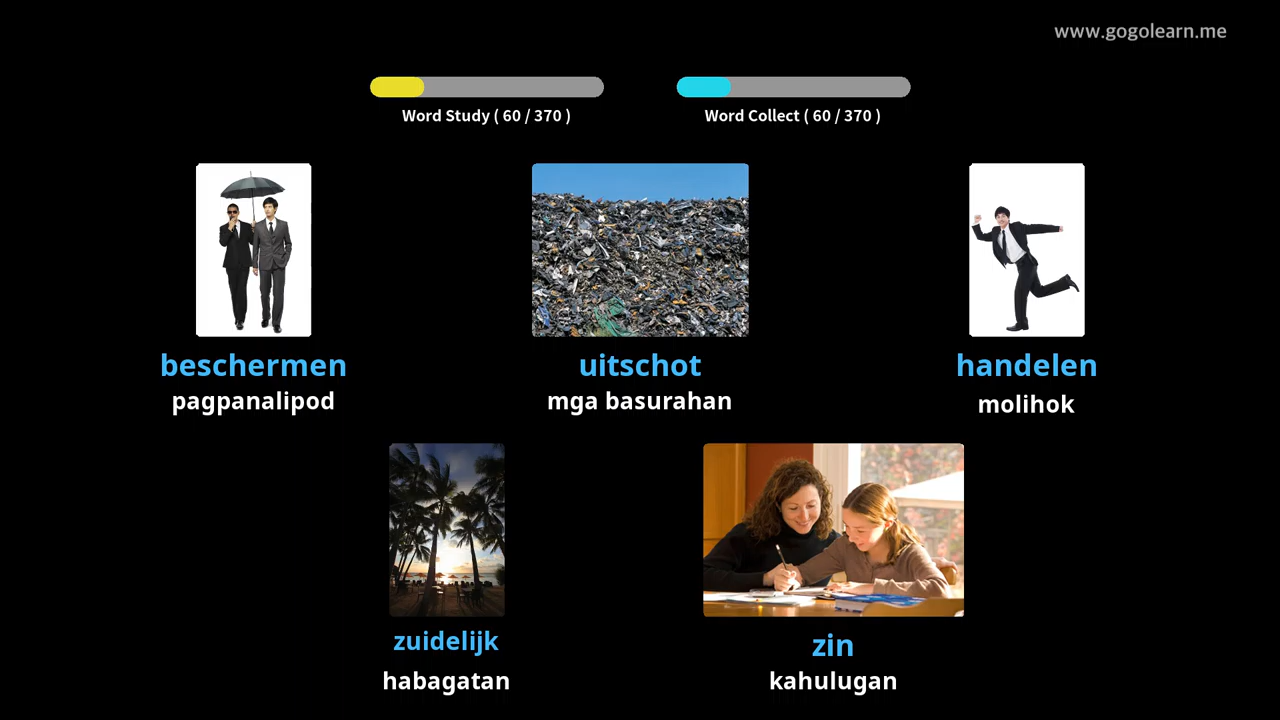 www.gogolearn.me
Word Study ( 60 / 370 )
Word Collect ( 60 / 370 )
beschermen
pagpanalipod
uitschot
mga basurahan
handelen
molihok
zuidelijk
habagatan
zin
kahulugan